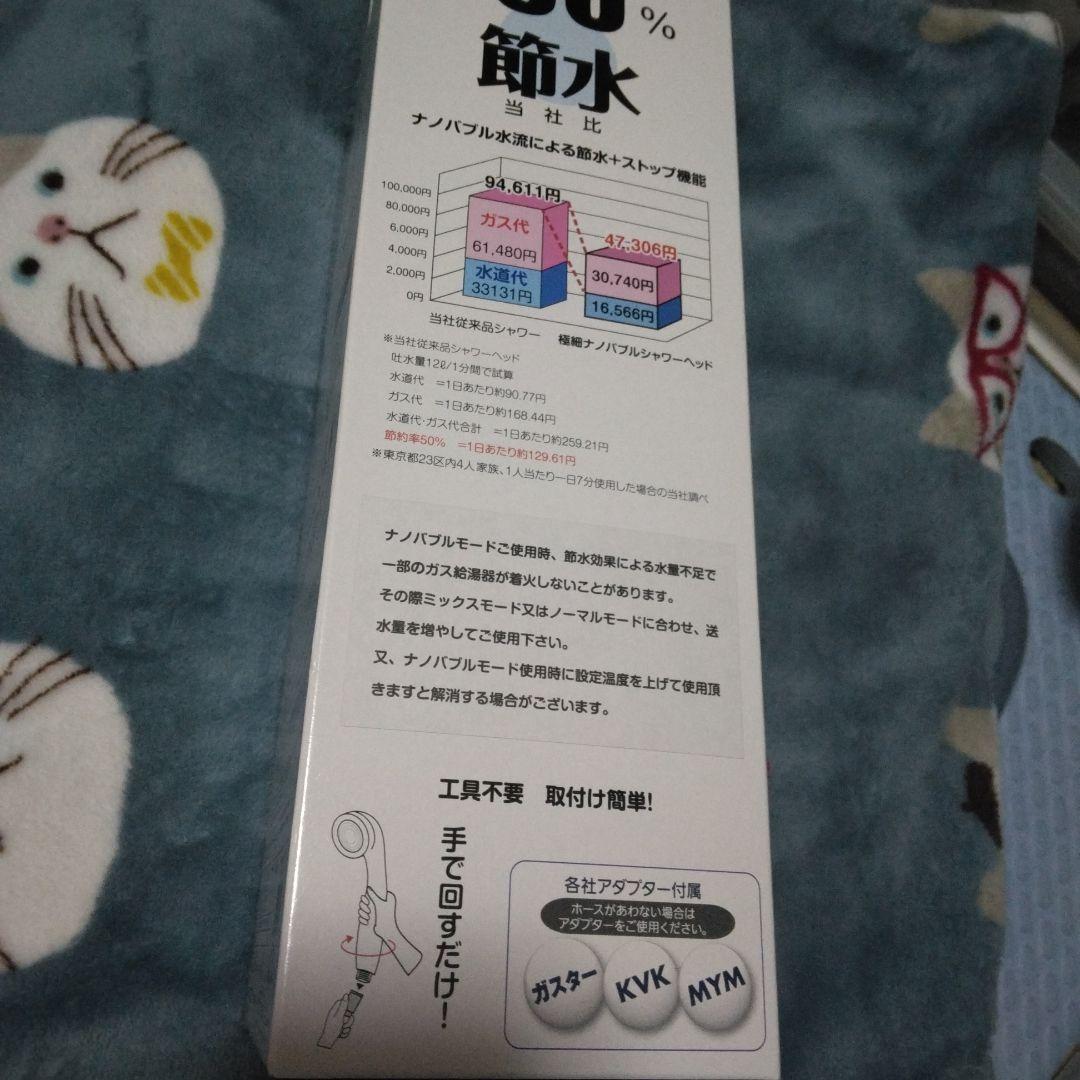 %
節水
当社比
ナノバブル水流による節水+ストップ機能
100,000円
80,000円
6,000円
4,000円
2,000円
0円
94,611円
ガス代
61,480円
水道代
33131円
47,306円
30,740円
16,566円
当社従来品シャワー
極細ナノバブルシャワーヘッド
※当社従来品シャワーヘッド
吐水量12ℓ/1分間で試算
水道代 =1日あたり約90.77円
ガス代 =1日あたり約168.44円
水道代・ガス代合計 =1日あたり約259.21円
節約率50% =1日あたり約129.61円
※東京都23区内4人家族、1人当たり一日7分使用した場合の当社調べ
ナノバブルモードご使用時、節水効果による水量不足で
一部のガス給湯器が着火しないことがあります。
その際ミックスモード又はノーマルモードに合わせ、送
水量を増やしてご使用下さい。
又、ナノバブルモード使用時に設定温度を上げて使用頂
きますと解消する場合がございます。
工具不要 取付け簡単!
手で回すだけ!
各社アダプター付属
ホースがあわない場合は
アダプターをご使用ください。
ガスター
KVK
MYM